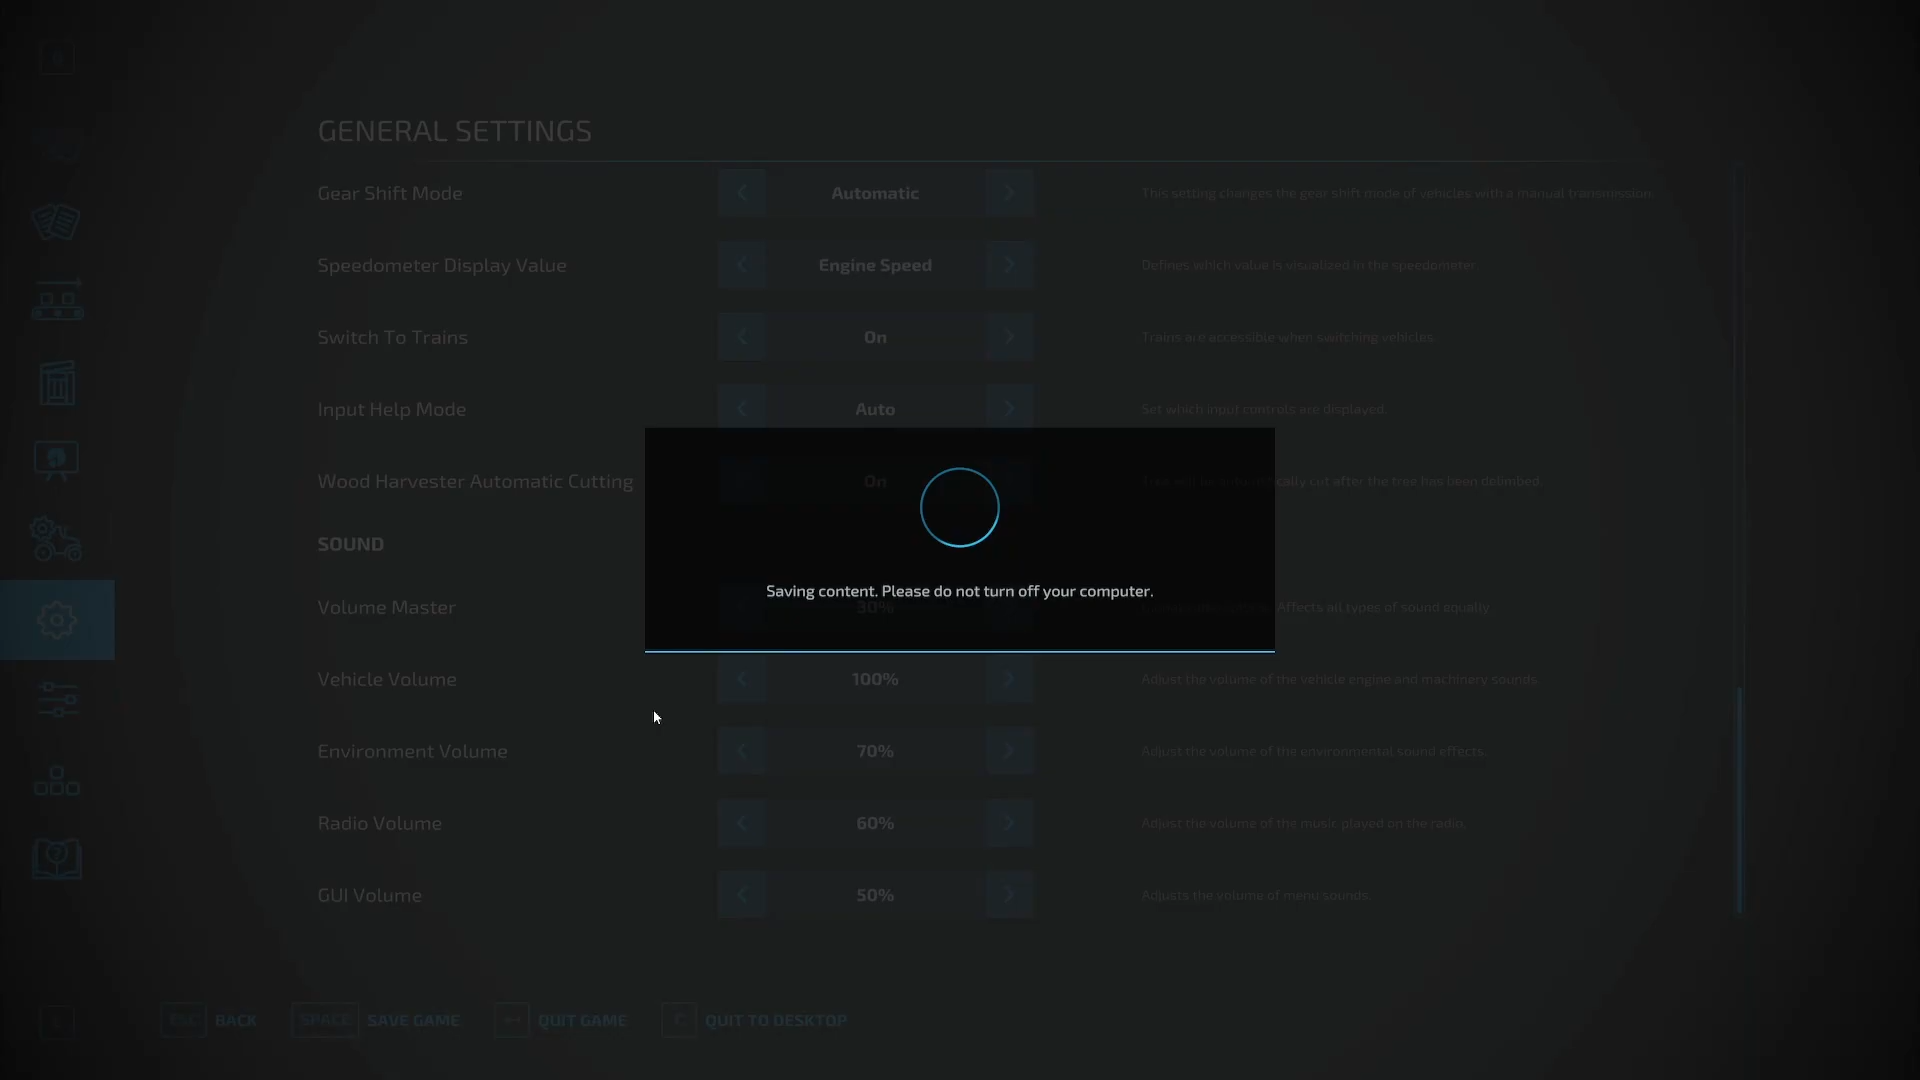 GENERAL SETTINGS
Gear Shift Mode
Automatic
This setting changes the gear shift mode of vehicles with a manual transmission.
Speedometer Display Value
Engine Speed
Defines which value is visualized in the speedometer.
Switch To Trains
On
Trains are accessible when switching vehicles.
Input Help Mode
Auto
Set which input controls are displayed.
Wood Harvester Automatic Cutting
On
cut after the tree has been delimbed.
SOUND
Saving content. Please do not turn off your computer.
Volume Master
30%
Affects all types of sound equally.
Vehicle Volume
100%
Adjust the volume of the vehicle engine and machinery sounds.
Environment Volume
70%
Adjust the volume of the environmental sound effects.
Radio Volume
60%
Adjust the volume of the music played on the radio.
GUI Volume
50%
Adjusts the volume of menu sounds.
ESC BACK SPACE SAVE GAME QUIT GAME QUIT TO DESKTOP